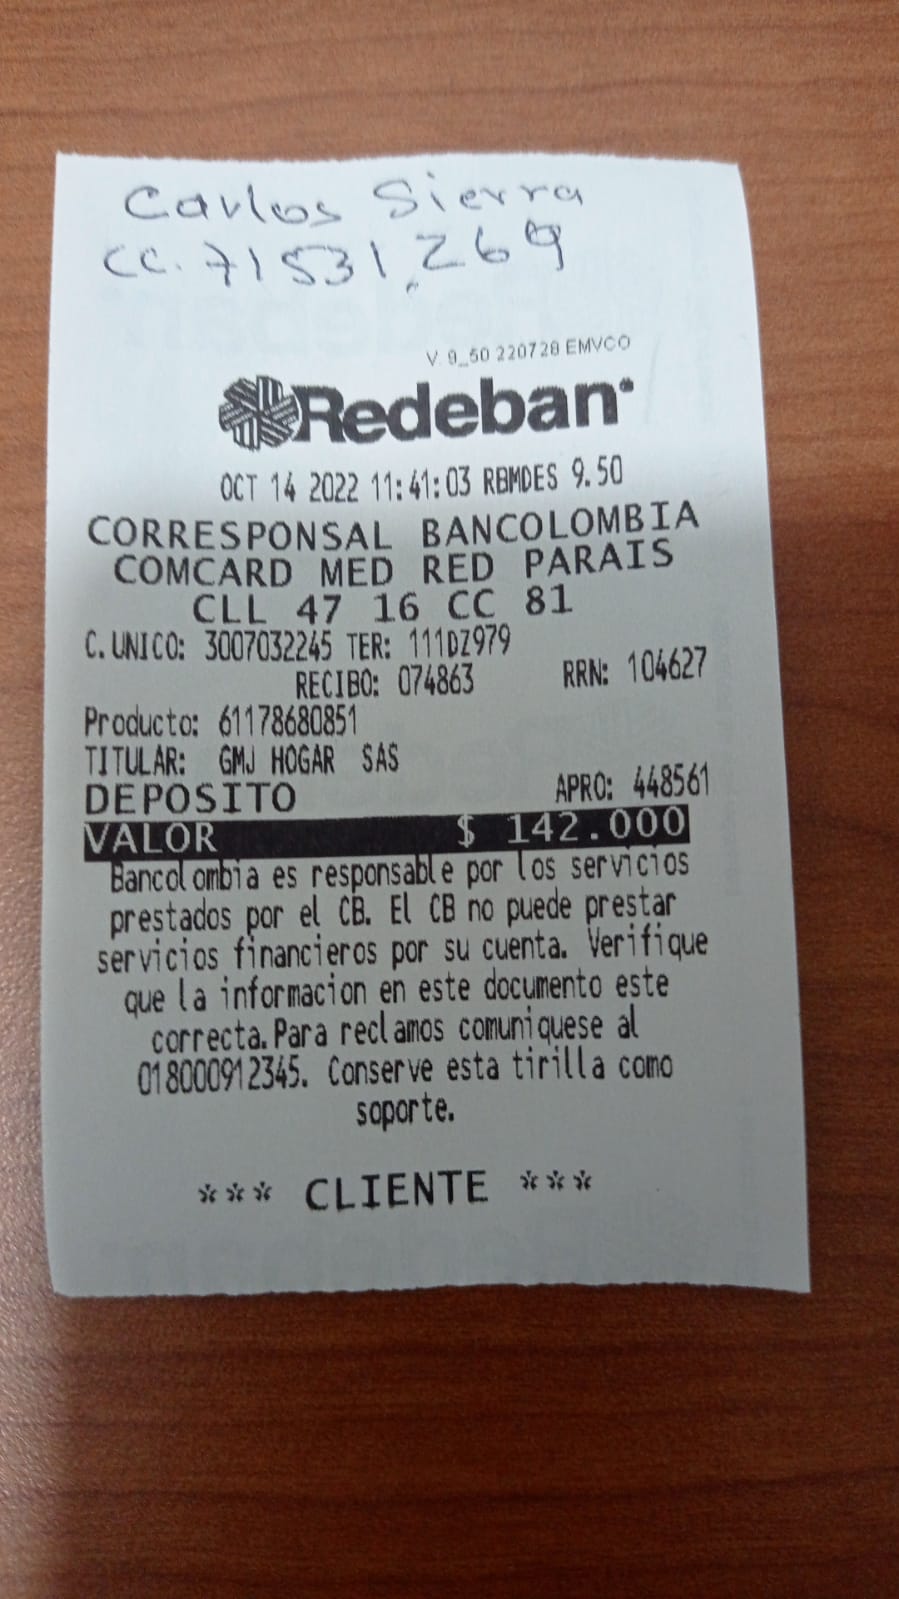 Carlos Sierra
CC. 71531.269
V. 9_50 220728 EMVCO
Redeban
OCT 14 2022 11:41:03 RBMDES 9.50
CORRESPONSAL BANCOLOMBIA
COMCARD MED RED PARAIS
CLL 47 16 CC 81
C.UNICO: 3007032245 TER: 111DZ979
RECIBO: 074863 RRN: 104627
Producto: 61178680851
TITULAR: GMJ HOGAR SAS
DEPOSITO APRO: 448561
VALOR $ 142.000
Bancolombia es responsable por los servicios
prestados por el CB. El CB no puede prestar
servicios financieros por su cuenta. Verifique
que la informacion en este documento este
correcta.Para reclamos comuniquese al
018000912345. Conserve esta tirilla como
soporte.
*** CLIENTE ***